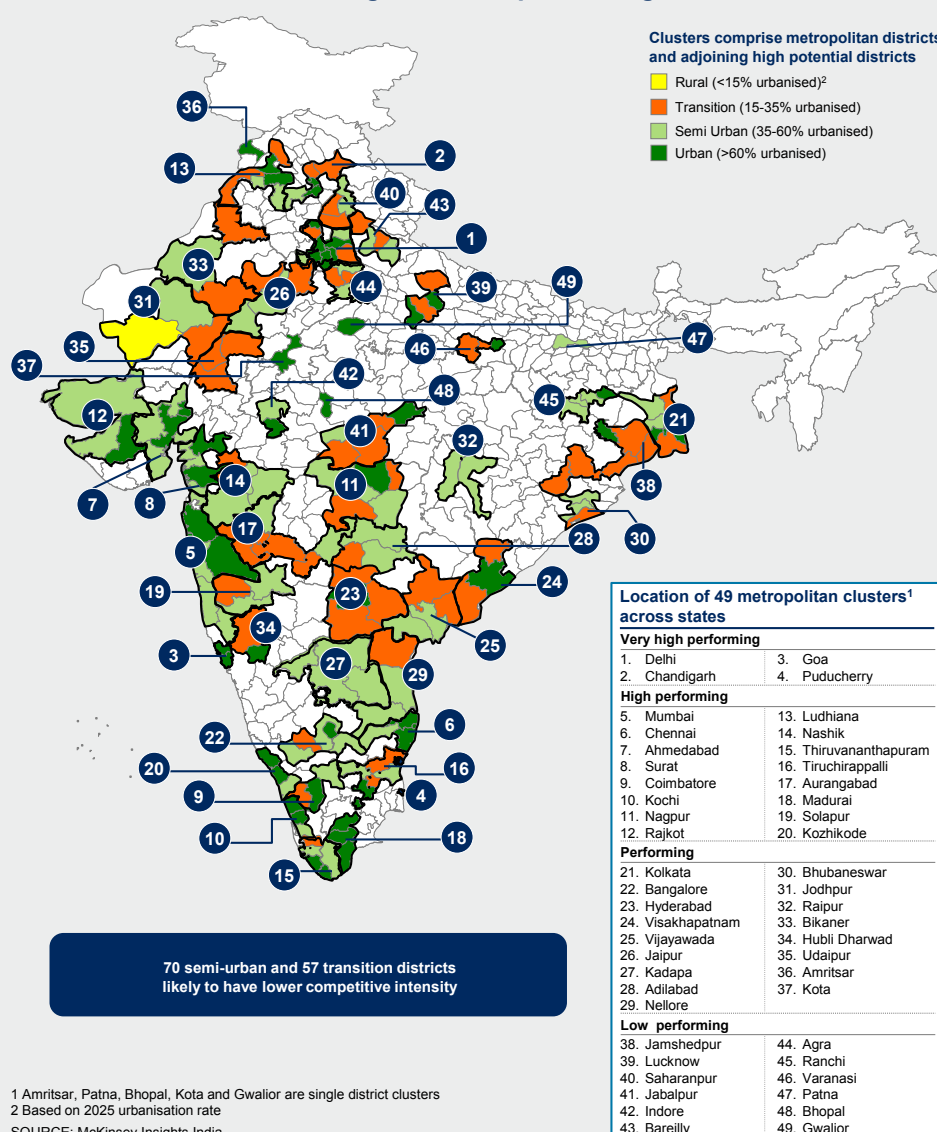 Clusters comprise metropolitan districts
and adjoining high potential districts
Rural (<15% urbanised)2
Transition (15-35% urbanised)
Semi Urban (35-60% urbanised)
Urban (>60% urbanised)
36
13
2
40
43
1
33
31
26
44
39
49
35
46
47
37
42
48
12
45
21
41
32
7
8
14
11
38
17
5
28
30
19
23
24
34
25
3
27
29
6
22
20
16
9
4
10
18
15
70 semi-urban and 57 transition districts
likely to have lower competitive intensity
Location of 49 metropolitan clusters1
across states
Very high performing
1. Delhi 3. Goa
2. Chandigarh 4. Puducherry
High performing
5. Mumbai 13. Ludhiana
6. Chennai 14. Nashik
7. Ahmedabad 15. Thiruvananthapuram
8. Surat 16. Tiruchirappalli
9. Coimbatore 17. Aurangabad
10. Kochi 18. Madurai
11. Nagpur 19. Solapur
12. Rajkot 20. Kozhikode
Performing
21. Kolkata 30. Bhubaneswar
22. Bangalore 31. Jodhpur
23. Hyderabad 32. Raipur
24. Visakhapatnam 33. Bikaner
25. Vijayawada 34. Hubli Dharwad
26. Jaipur 35. Udaipur
27. Kadapa 36. Amritsar
28. Adilabad 37. Kota
29. Nellore
Low performing
38. Jamshedpur 44. Agra
39. Lucknow 45. Ranchi
40. Saharanpur 46. Varanasi
41. Jabalpur 47. Patna
42. Indore 48. Bhopal
43. Bareilly 49. Gwalior
1 Amritsar, Patna, Bhopal, Kota and Gwalior are single district clusters
2 Based on 2025 urbanisation rate
SOURCE: McKinsey Insights India